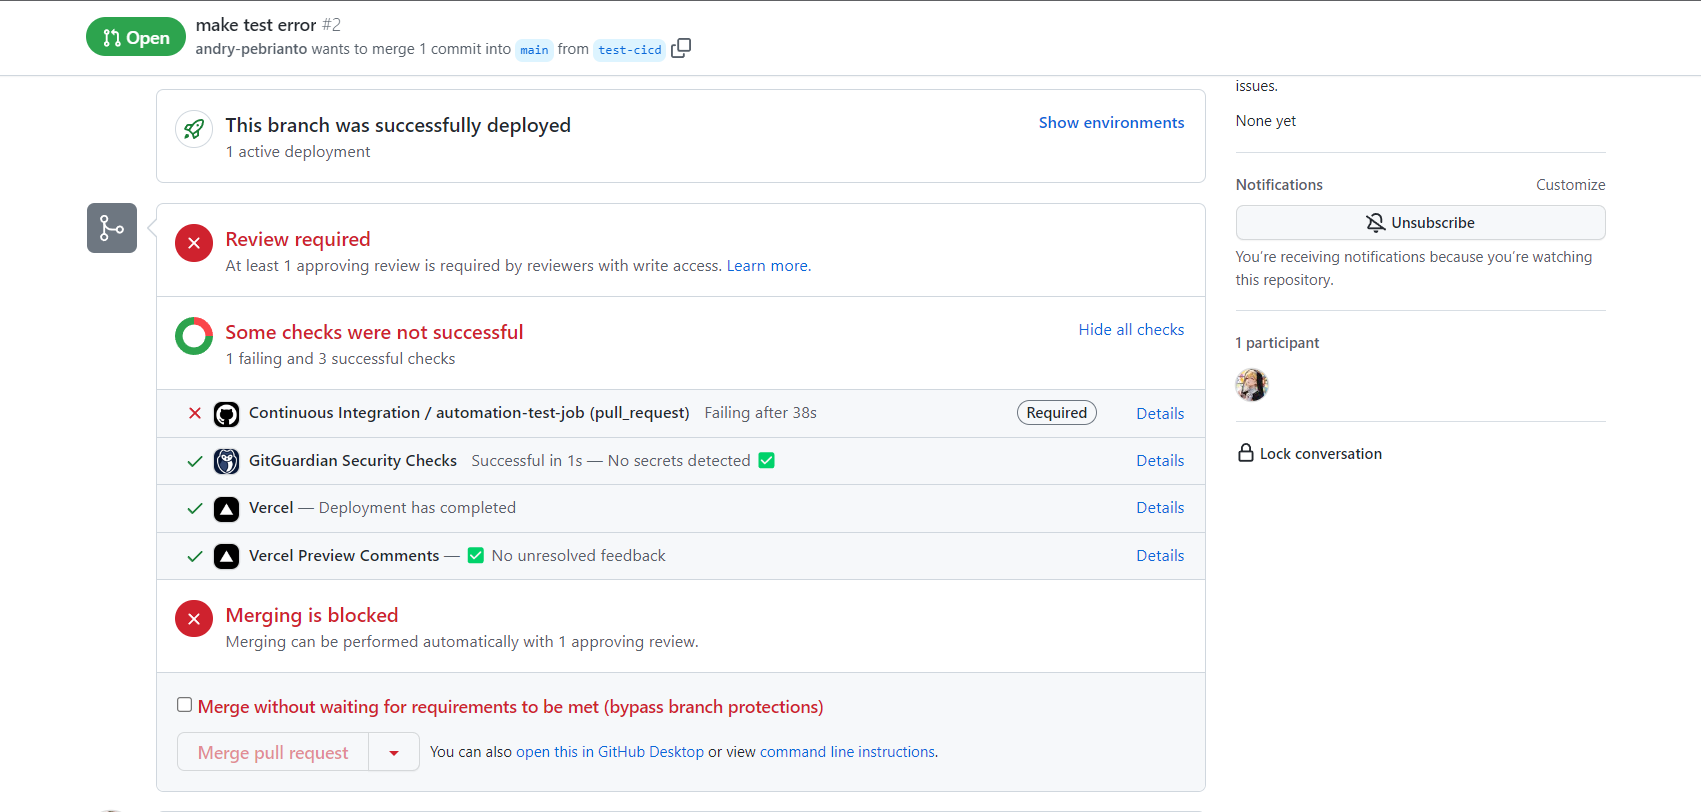 Open
make test error #2
andry-pebrianto wants to merge 1 commit into main from test-cicd
This branch was successfully deployed
Show environments
1 active deployment
Review required
At least 1 approving review is required by reviewers with write access. Learn more.
Some checks were not successful
Hide all checks
1 failing and 3 successful checks
Continuous Integration / automation-test-job (pull_request) Failing after 38s Required Details
GitGuardian Security Checks Successful in 1s — No secrets detected ✅ Details
Vercel — Deployment has completed Details
Vercel Preview Comments — ✅ No unresolved feedback Details
Merging is blocked
Merging can be performed automatically with 1 approving review.
Merge without waiting for requirements to be met (bypass branch protections)
Merge pull request
You can also open this in GitHub Desktop or view command line instructions.
issues.
None yet
Notifications Customize
Unsubscribe
You're receiving notifications because you're watching
this repository.
1 participant
Lock conversation